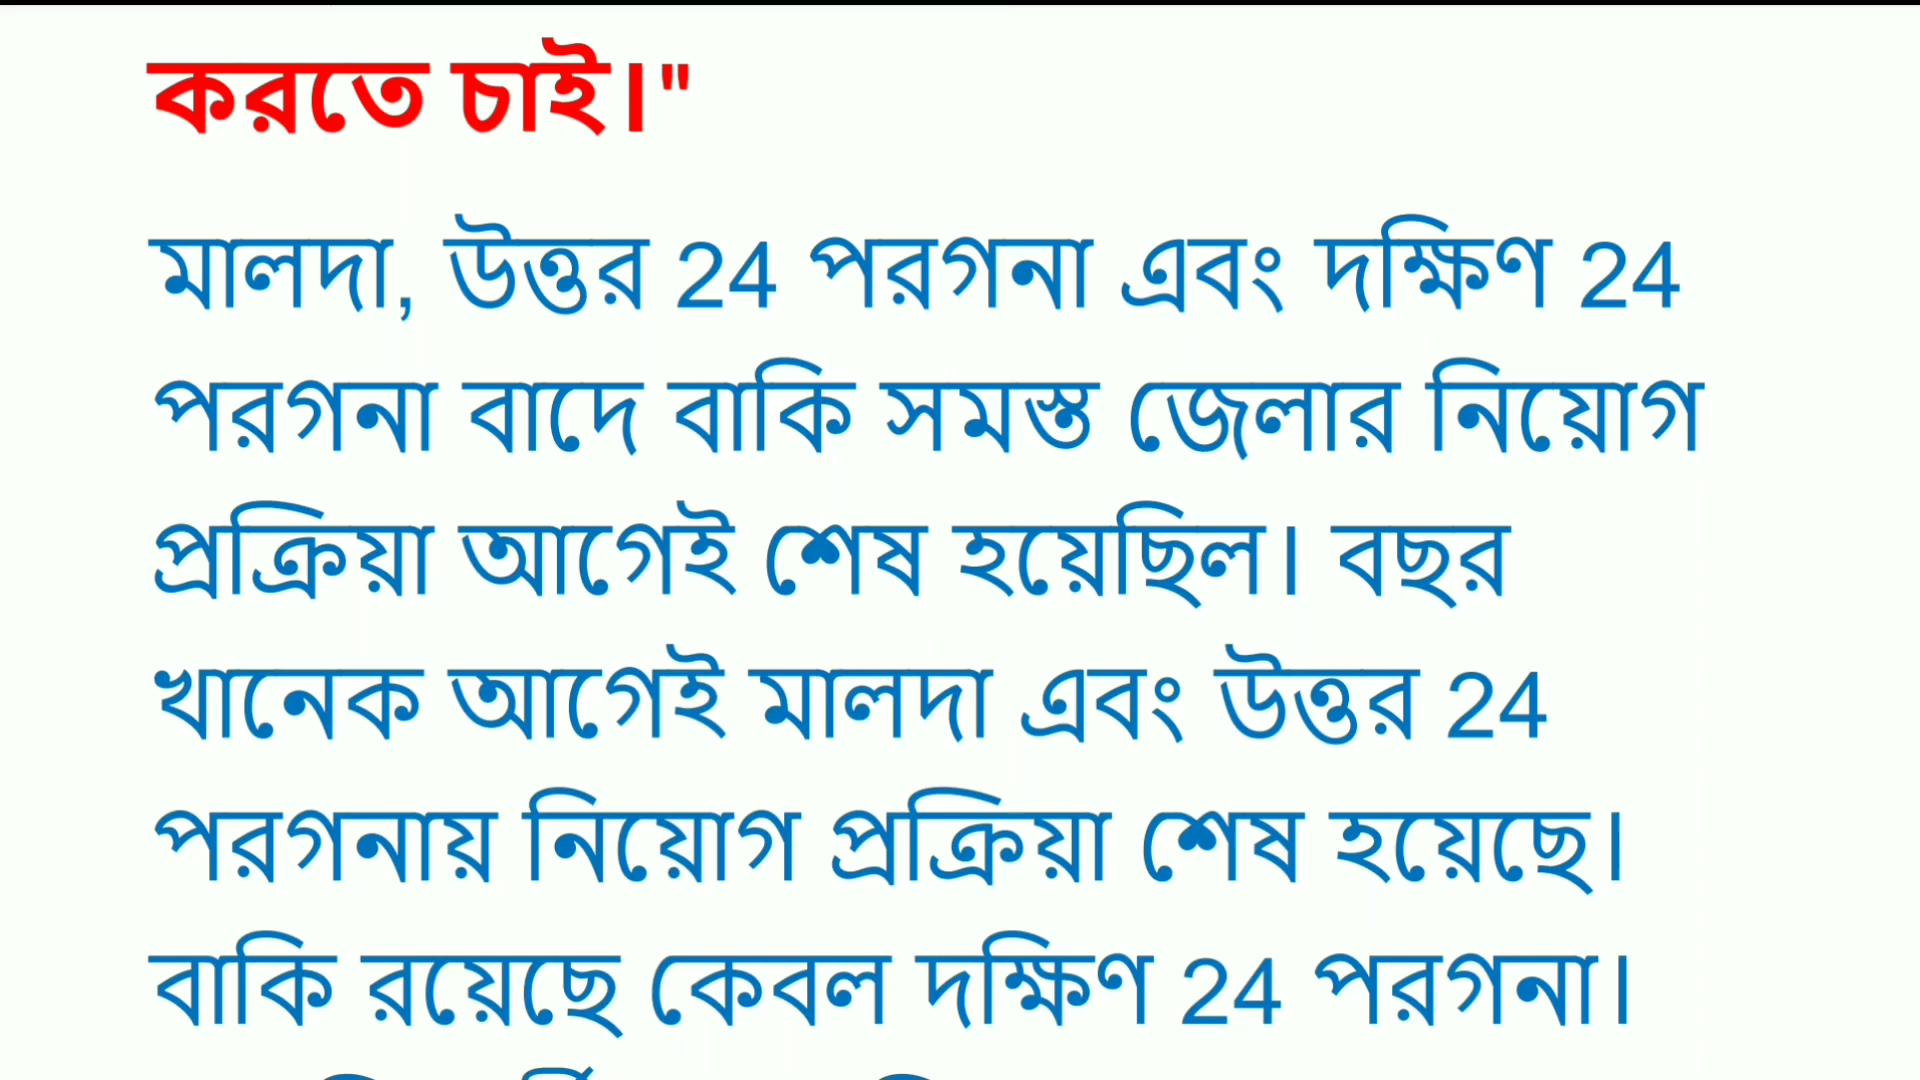 করতে চাই।"
মালদা, উত্তর 24 পরগনা এবং দক্ষিণ 24
পরগনা বাদে বাকি সমস্ত জেলার নিয়োগ
প্রক্রিয়া আগেই শেষ হয়েছিল। বছর
খানেক আগেই মালদা এবং উত্তর 24
পরগনায় নিয়োগ প্রক্রিয়া শেষ হয়েছে।
বাকি রয়েছে কেবল দক্ষিণ 24 পরগনা।